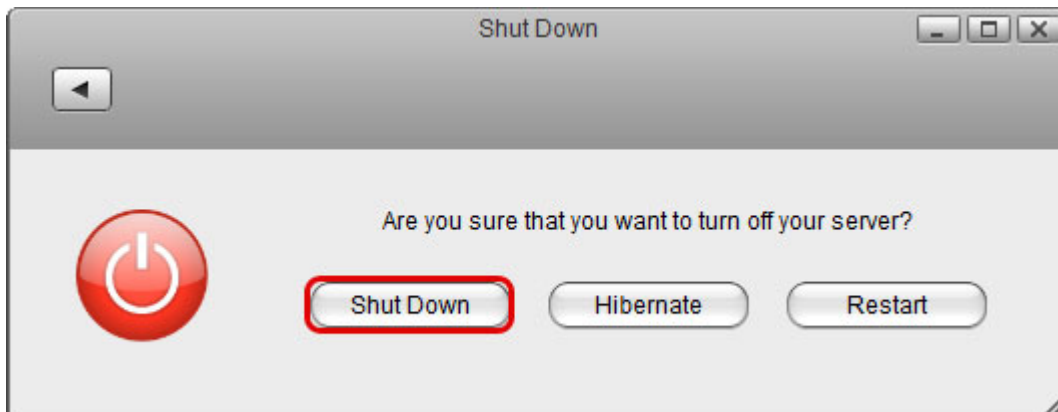 Shut Down
Are you sure that you want to turn off your server?
Shut Down Hibernate Restart